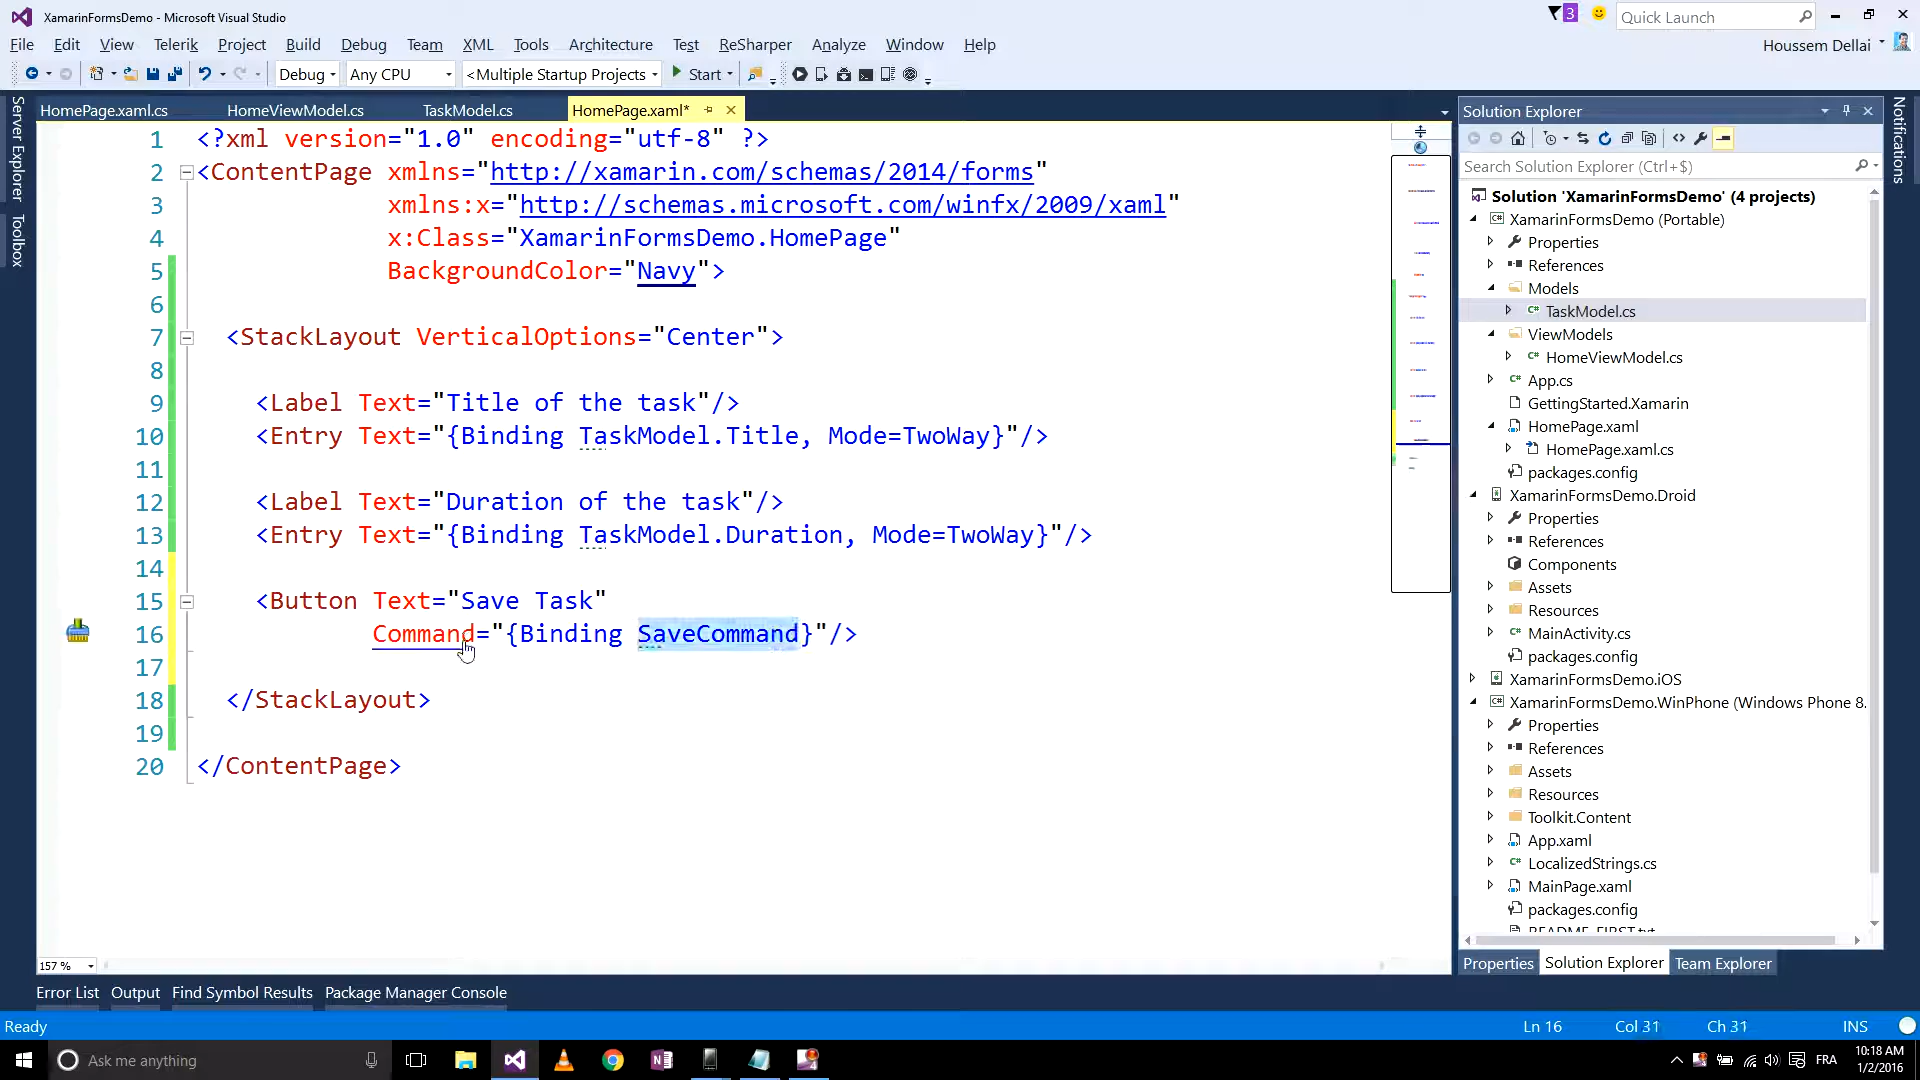 XamarinFormsDemo - Microsoft Visual Studio
3
Quick Launch
File Edit View Telerik Project Build Debug Team XML Tools Architecture Test ReSharper Analyze Window Help
Houssem Dellai
Debug Any CPU <Multiple Startup Projects Start
HomePage.xaml.cs HomeViewModel.cs TaskModel.cs HomePage.xaml*
Server Explorer
Toolbox
1 <?xml version="1.0" encoding="utf-8" ?>
2 <ContentPage xmlns="http://xamarin.com/schemas/2014/forms"
3 xmlns:x="http://schemas.microsoft.com/winfx/2009/xaml"
4 x:Class="XamarinFormsDemo.HomePage"
5 BackgroundColor="Navy">
6
7 <StackLayout VerticalOptions="Center">
8
9 <Label Text="Title of the task"/>
10 <Entry Text="{Binding TaskModel.Title, Mode=TwoWay}"/>
11
12 <Label Text="Duration of the task"/>
13 <Entry Text="{Binding TaskModel.Duration, Mode=TwoWay}"/>
14
15 <Button Text="Save Task"
16 Command="{Binding SaveCommand}"/>
17
18 </StackLayout>
19
20 </ContentPage>
157 %
Solution Explorer
Notifications
Search Solution Explorer (Ctrl+$)
Solution 'XamarinFormsDemo' (4 projects)
XamarinFormsDemo (Portable)
Properties
References
Models
TaskModel.cs
ViewModels
HomeViewModel.cs
App.cs
GettingStarted.Xamarin
HomePage.xaml
HomePage.xaml.cs
packages.config
XamarinFormsDemo.Droid
Properties
References
Components
Assets
Resources
MainActivity.cs
packages.config
XamarinFormsDemo.iOS
XamarinFormsDemo.WinPhone (Windows Phone 8.
Properties
References
Assets
Resources
Toolkit.Content
App.xaml
LocalizedStrings.cs
MainPage.xaml
packages.config
README_FIRST.txt
Properties Solution Explorer Team Explorer
Error List Output Find Symbol Results Package Manager Console
Ready Ln 16 Col 31 Ch 31 INS
Ask me anything
FRA
10:18 AM
1/2/2016